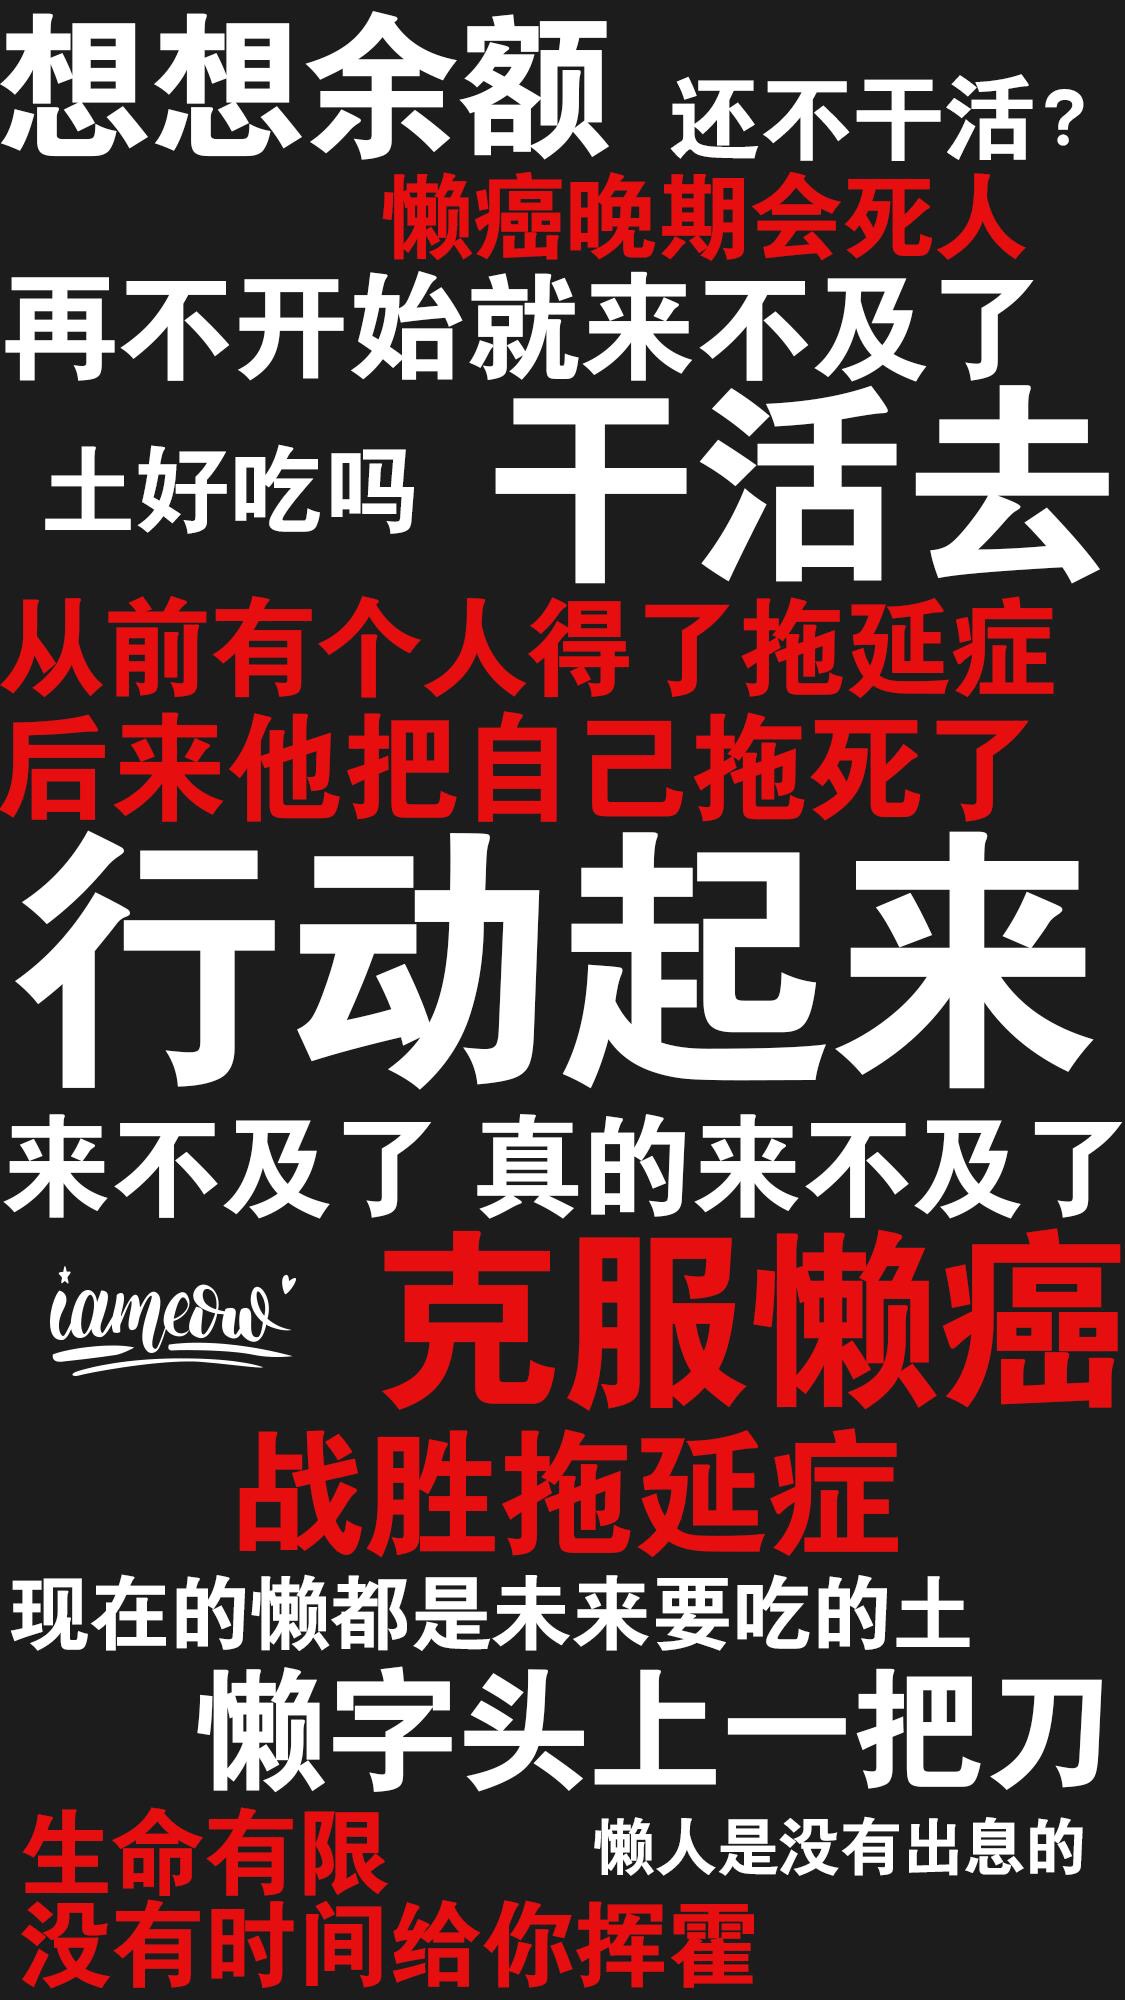 想想余额 还不干活?
懒癌晚期会死人
再不开始就来不及了
土好吃吗 干活去
从前有个人得了拖延症
后来他把自己拖死了
行动起来
来不及了 真的来不及了
iameow 克服懒癌
战胜拖延症
现在的懒都是未来要吃的土
懒字头上一把刀
生命有限 懒人是没有出息的
没有时间给你挥霍